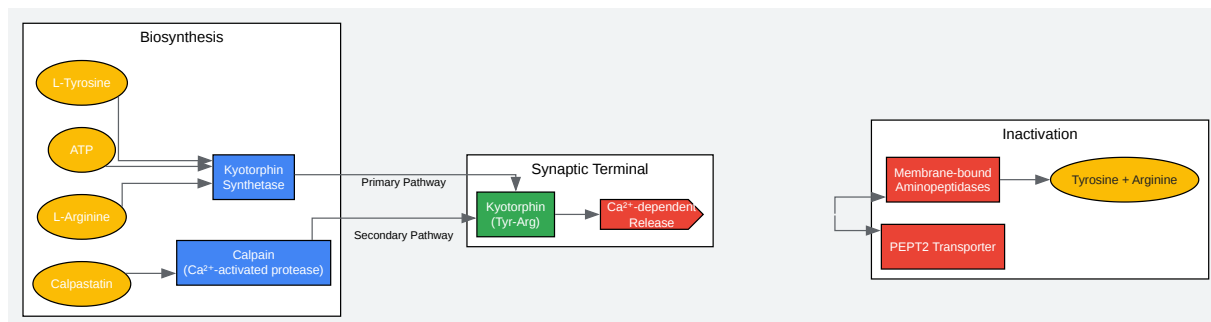 Biosynthesis
L-Tyrosine
ATP
L-Arginine
Calpastatin
Kyotorphin
Synthetase
Calpain
(Ca²⁺-activated protease)
Primary Pathway
Secondary Pathway
Synaptic Terminal
Kyotorphin
(Tyr-Arg)
Ca²⁺-dependent
Release
Inactivation
Membrane-bound
Aminopeptidases
Tyrosine + Arginine
PEPT2 Transporter